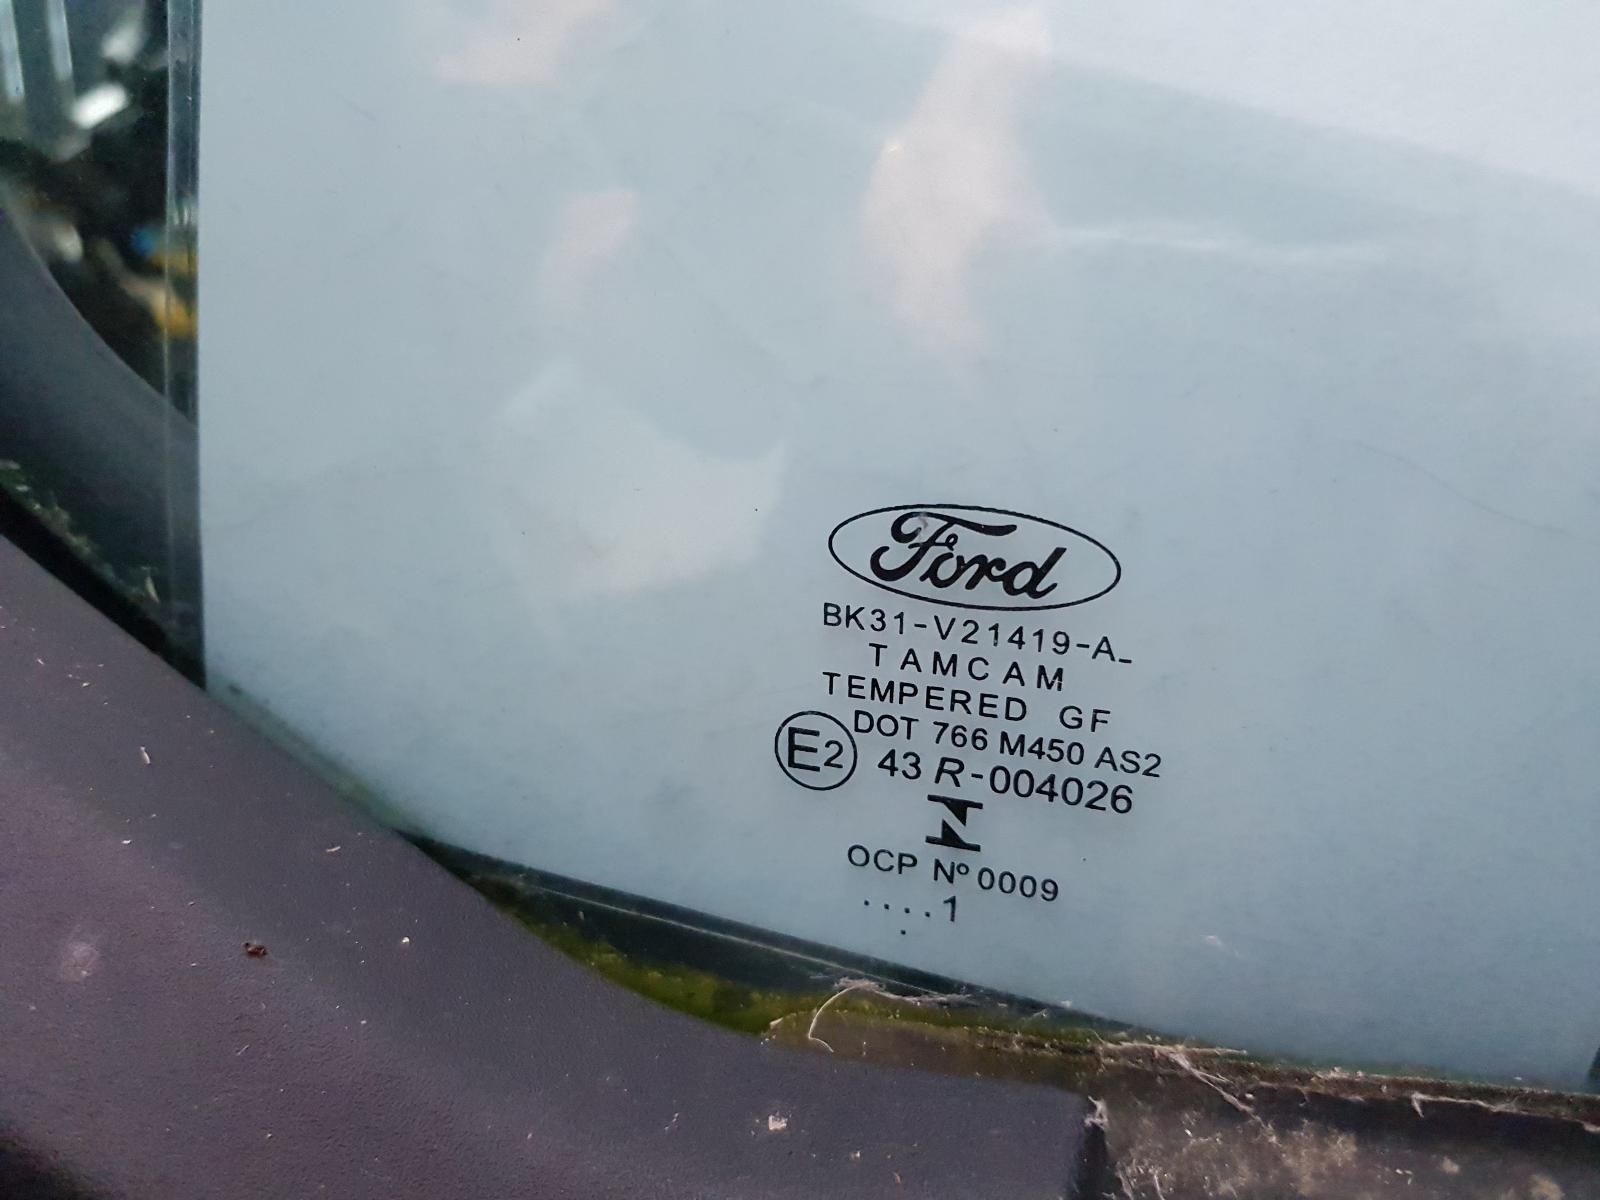 Ford
BK31-V21419-A-
TAMCAM
TEMPERED GF
DOT 766 M450 AS2
E2 43 R-004026
OCP Nº 0009
....1
.